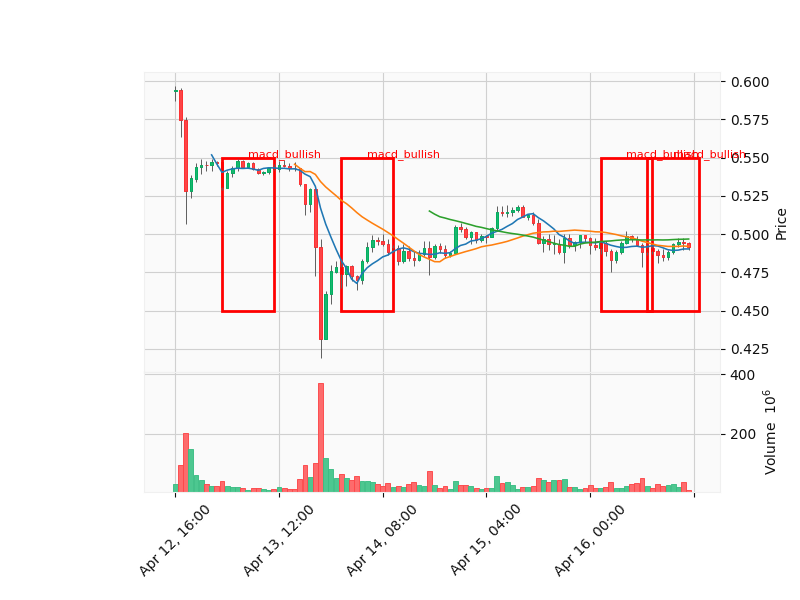 0.600
0.575
macd_bullish
macd_bullish
macd_bullish
macd_bullish
0.550
0.525
0.500
0.475
0.450
0.425
Price
400
200
Volume 10^6
Apr 12, 16:00
Apr 13, 12:00
Apr 14, 08:00
Apr 15, 04:00
Apr 16, 00:00